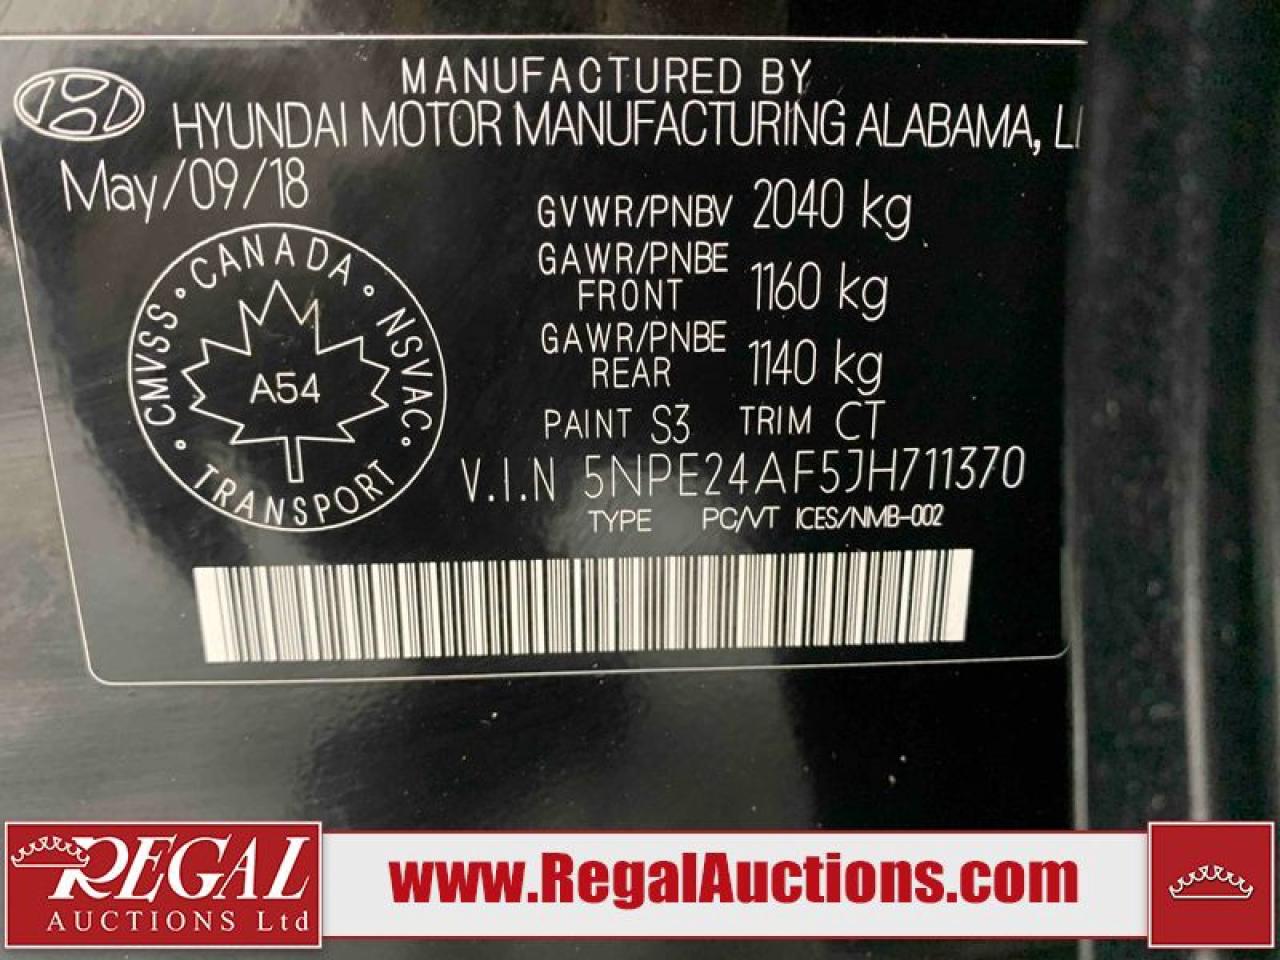 MANUFACTURED BY
HYUNDAI MOTOR MANUFACTURING ALABAMA,
May/09/18
GVWR/PNBV 2040 kg
GAWR/PNBE
FRONT 1160 kg
GAWR/PNBE
REAR 1140 kg
PAINT S3 TRIM CT
V.I.N 5NPE24AF5JH711370
TYPE PC/VT ICES/NMB-002
CMVSS • CANADA • NSVAC •
TRANSPORT •
A54
REGAL
AUCTIONS Ltd
www.RegalAuctions.com